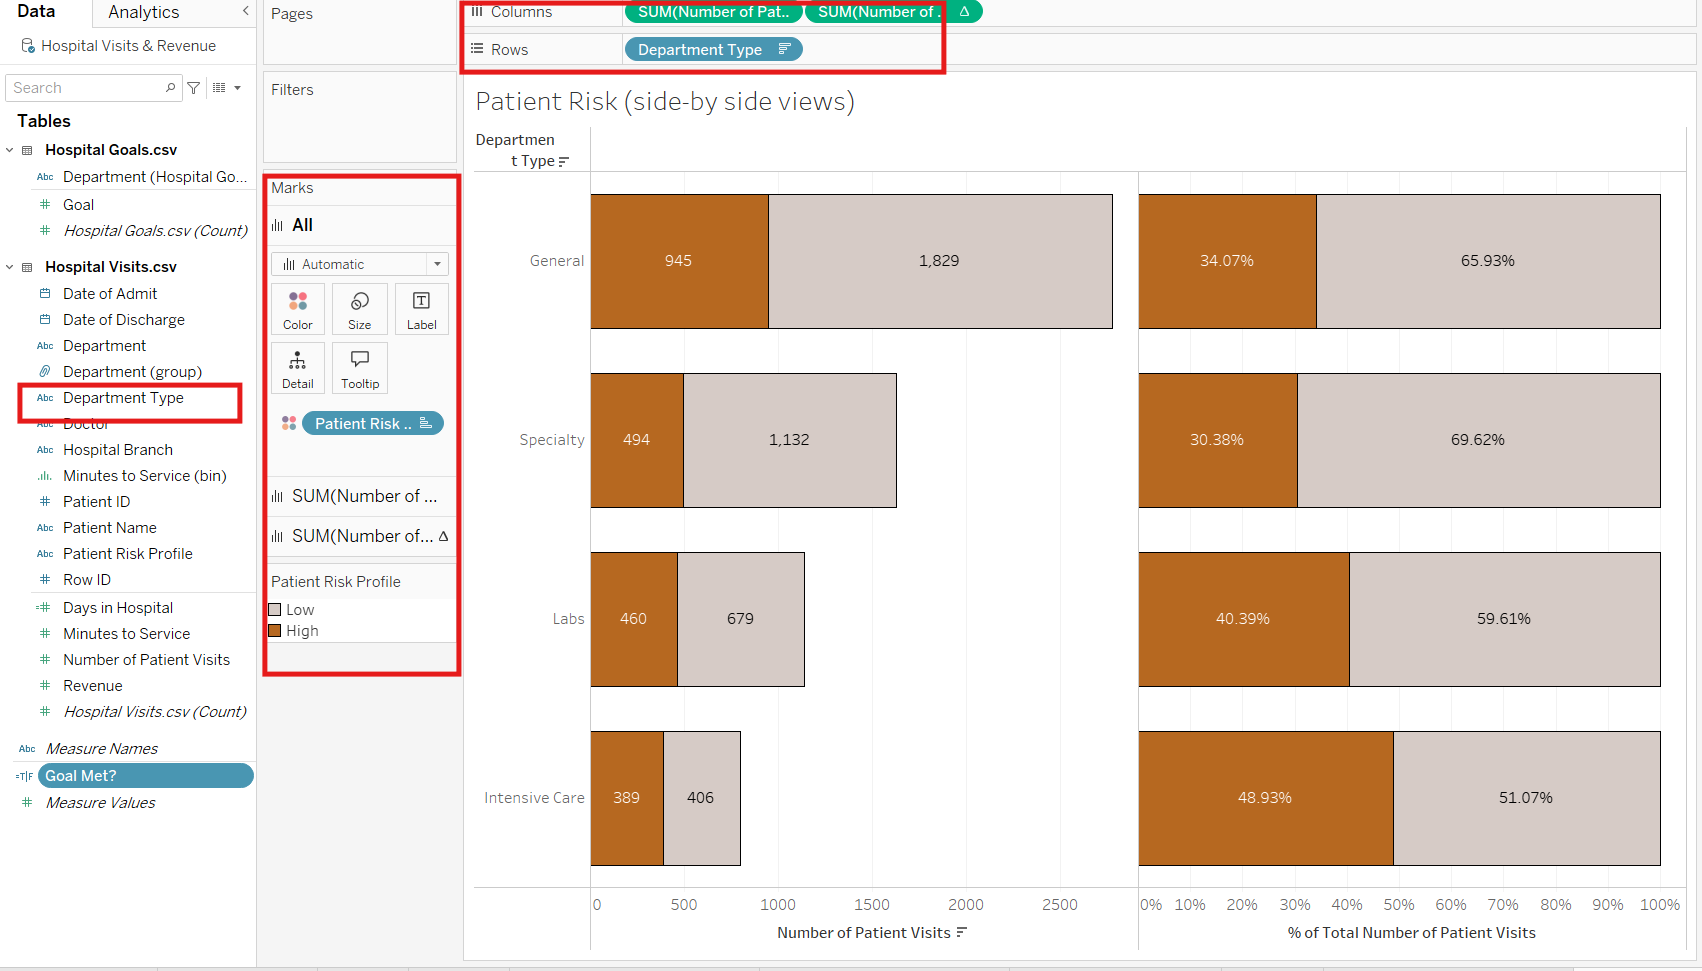 Data
Analytics
Hospital Visits & Revenue
Search
Tables
Hospital Goals.csv
Abc Department (Hospital Go...
Goal
Hospital Goals.csv (Count)
Hospital Visits.csv
Date of Admit
Date of Discharge
Abc Department
Department (group)
Abc Department Type
Abc Doctor
Abc Hospital Branch
Minutes to Service (bin)
# Patient ID
Abc Patient Name
Abc Patient Risk Profile
# Row ID
=# Days in Hospital
# Minutes to Service
# Number of Patient Visits
# Revenue
# Hospital Visits.csv (Count)
Abc Measure Names
=T|F Goal Met?
# Measure Values
Pages
Filters
Marks
All
Automatic
Color
Size
Label
Detail
Tooltip
Patient Risk ..
SUM(Number of ...
SUM(Number of... Δ
Patient Risk Profile
Low
High
Columns
SUM(Number of Pat..
SUM(Number of .. Δ
Rows
Department Type
Patient Risk (side-by side views)
Departmen
t Type
General
945
1,829
34.07%
65.93%
Specialty
494
1,132
30.38%
69.62%
Labs
460
679
40.39%
59.61%
Intensive Care
389
406
48.93%
51.07%
0
500
1000
1500
2000
2500
0%
10%
20%
30%
40%
50%
60%
70%
80%
90%
100%
Number of Patient Visits
% of Total Number of Patient Visits